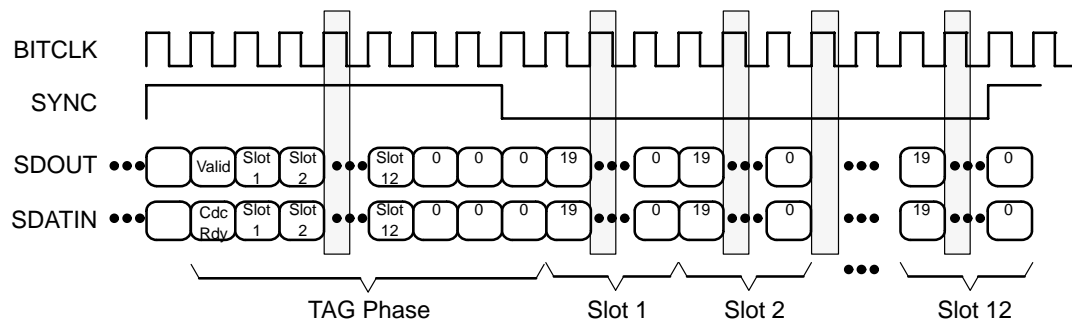 BITCLK
SYNC
SDOUT ••• Valid Slot 1 Slot 2 ••• Slot 12 0 0 0 19 ••• 0 19 ••• 0 ••• 19 ••• 0
SDATIN ••• Cdc Rdy Slot 1 Slot 2 ••• Slot 12 0 0 0 19 ••• 0 19 ••• 0 ••• 19 ••• 0
•••
TAG Phase Slot 1 Slot 2 Slot 12